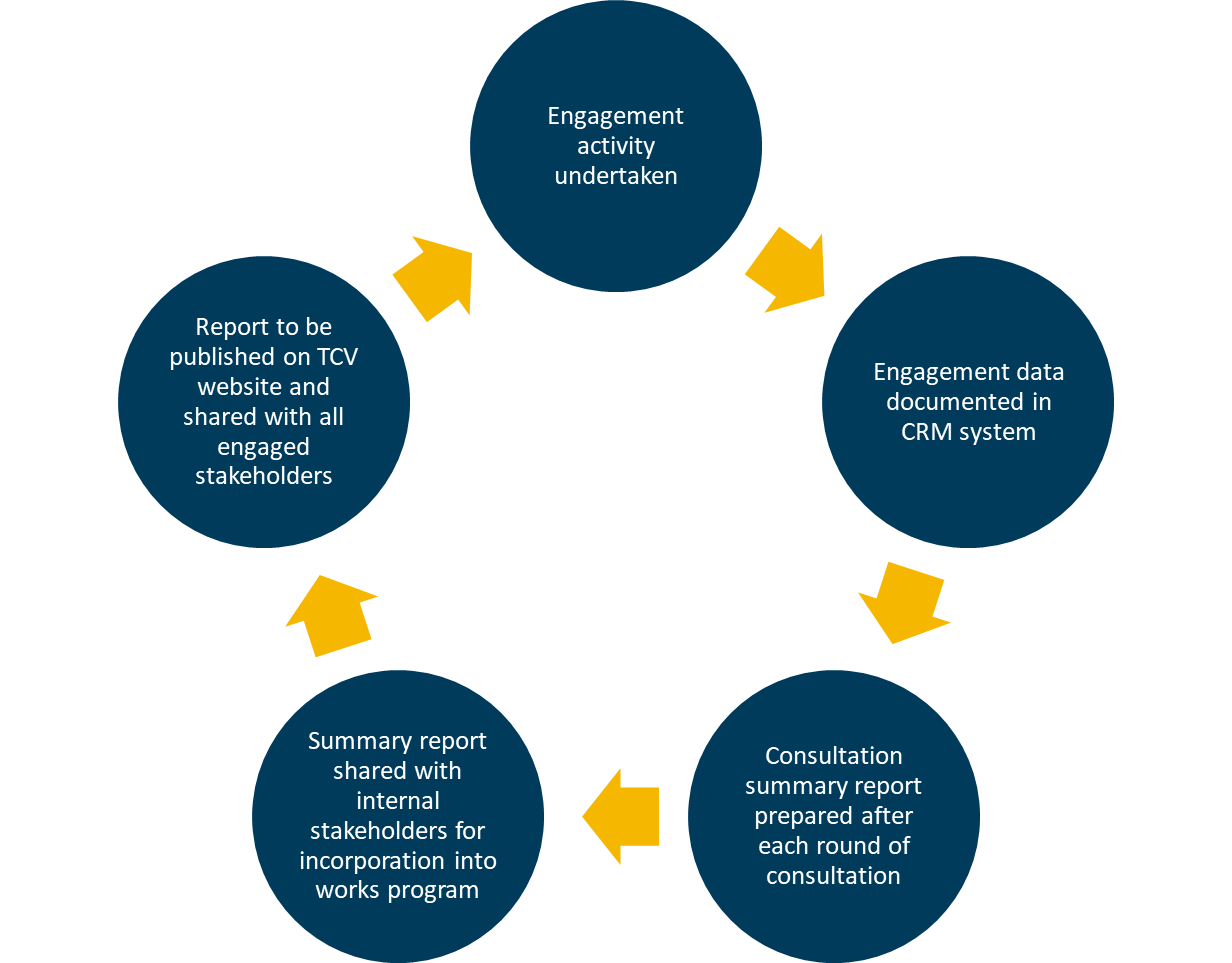 Engagement
activity
undertaken
Engagement data
documented in
CRM system
Consultation
summary report
prepared after
each round of
consultation
Summary report
shared with
internal
stakeholders for
incorporation into
works program
Report to be
published on TCV
website and
shared with all
engaged
stakeholders